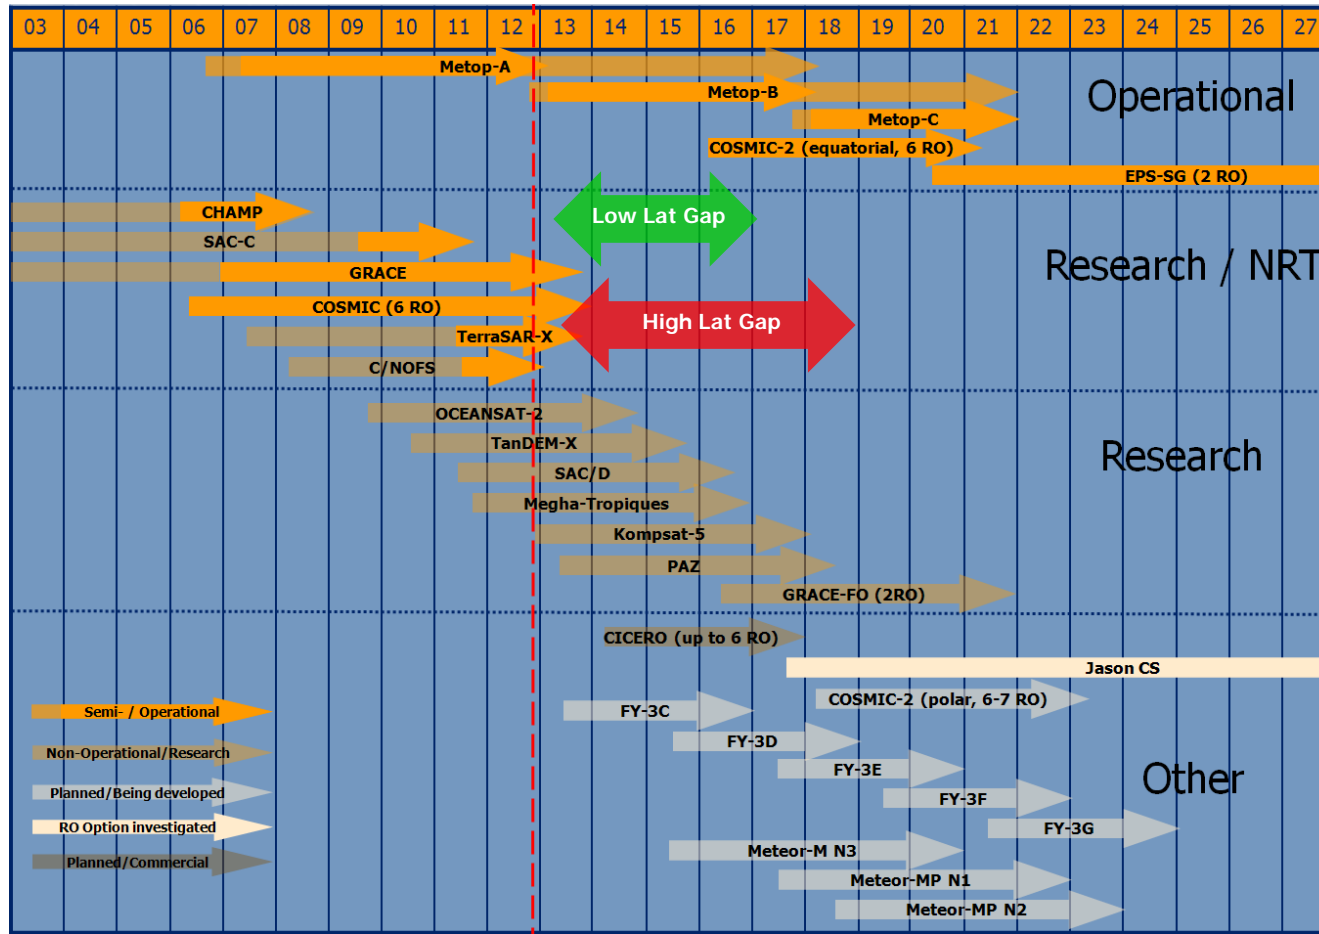 03 04 05 06 07 08 09 10 11 12 13 14 15 16 17 18 19 20 21 22 23 24 25 26 27
Metop-A
Metop-B
Operational
Metop-C
COSMIC-2 (equatorial, 6 RO)
EPS-SG (2 RO)
CHAMP
Low Lat Gap
SAC-C
Research / NRT
GRACE
COSMIC (6 RO)
High Lat Gap
TerraSAR-X
C/NOFS
OCEANSAT-2
TanDEM-X
Research
SAC/D
Megha-Tropiques
Kompsat-5
PAZ
GRACE-FO (2RO)
CICERO (up to 6 RO)
Jason CS
COSMIC-2 (polar, 6-7 RO)
Semi- / Operational
FY-3C
FY-3D
Non-Operational/Research
FY-3E
Other
Planned/Being developed
FY-3F
RO Option investigated
FY-3G
Meteor-M N3
Planned/Commercial
Meteor-MP N1
Meteor-MP N2